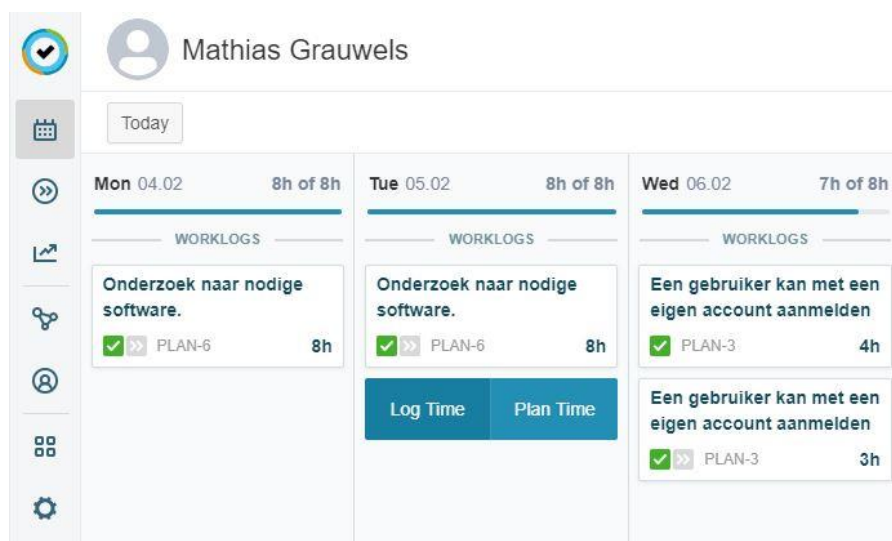 Mathias Grauwels
Today
Mon 04.02 8h of 8h
WORKLOGS
Onderzoek naar nodige
software.
PLAN-6 8h
Tue 05.02 8h of 8h
WORKLOGS
Onderzoek naar nodige
software.
PLAN-6 8h
Log Time Plan Time
Wed 06.02 7h of 8h
WORKLOGS
Een gebruiker kan met een
eigen account aanmelden
PLAN-3 4h
Een gebruiker kan met een
eigen account aanmelden
PLAN-3 3h